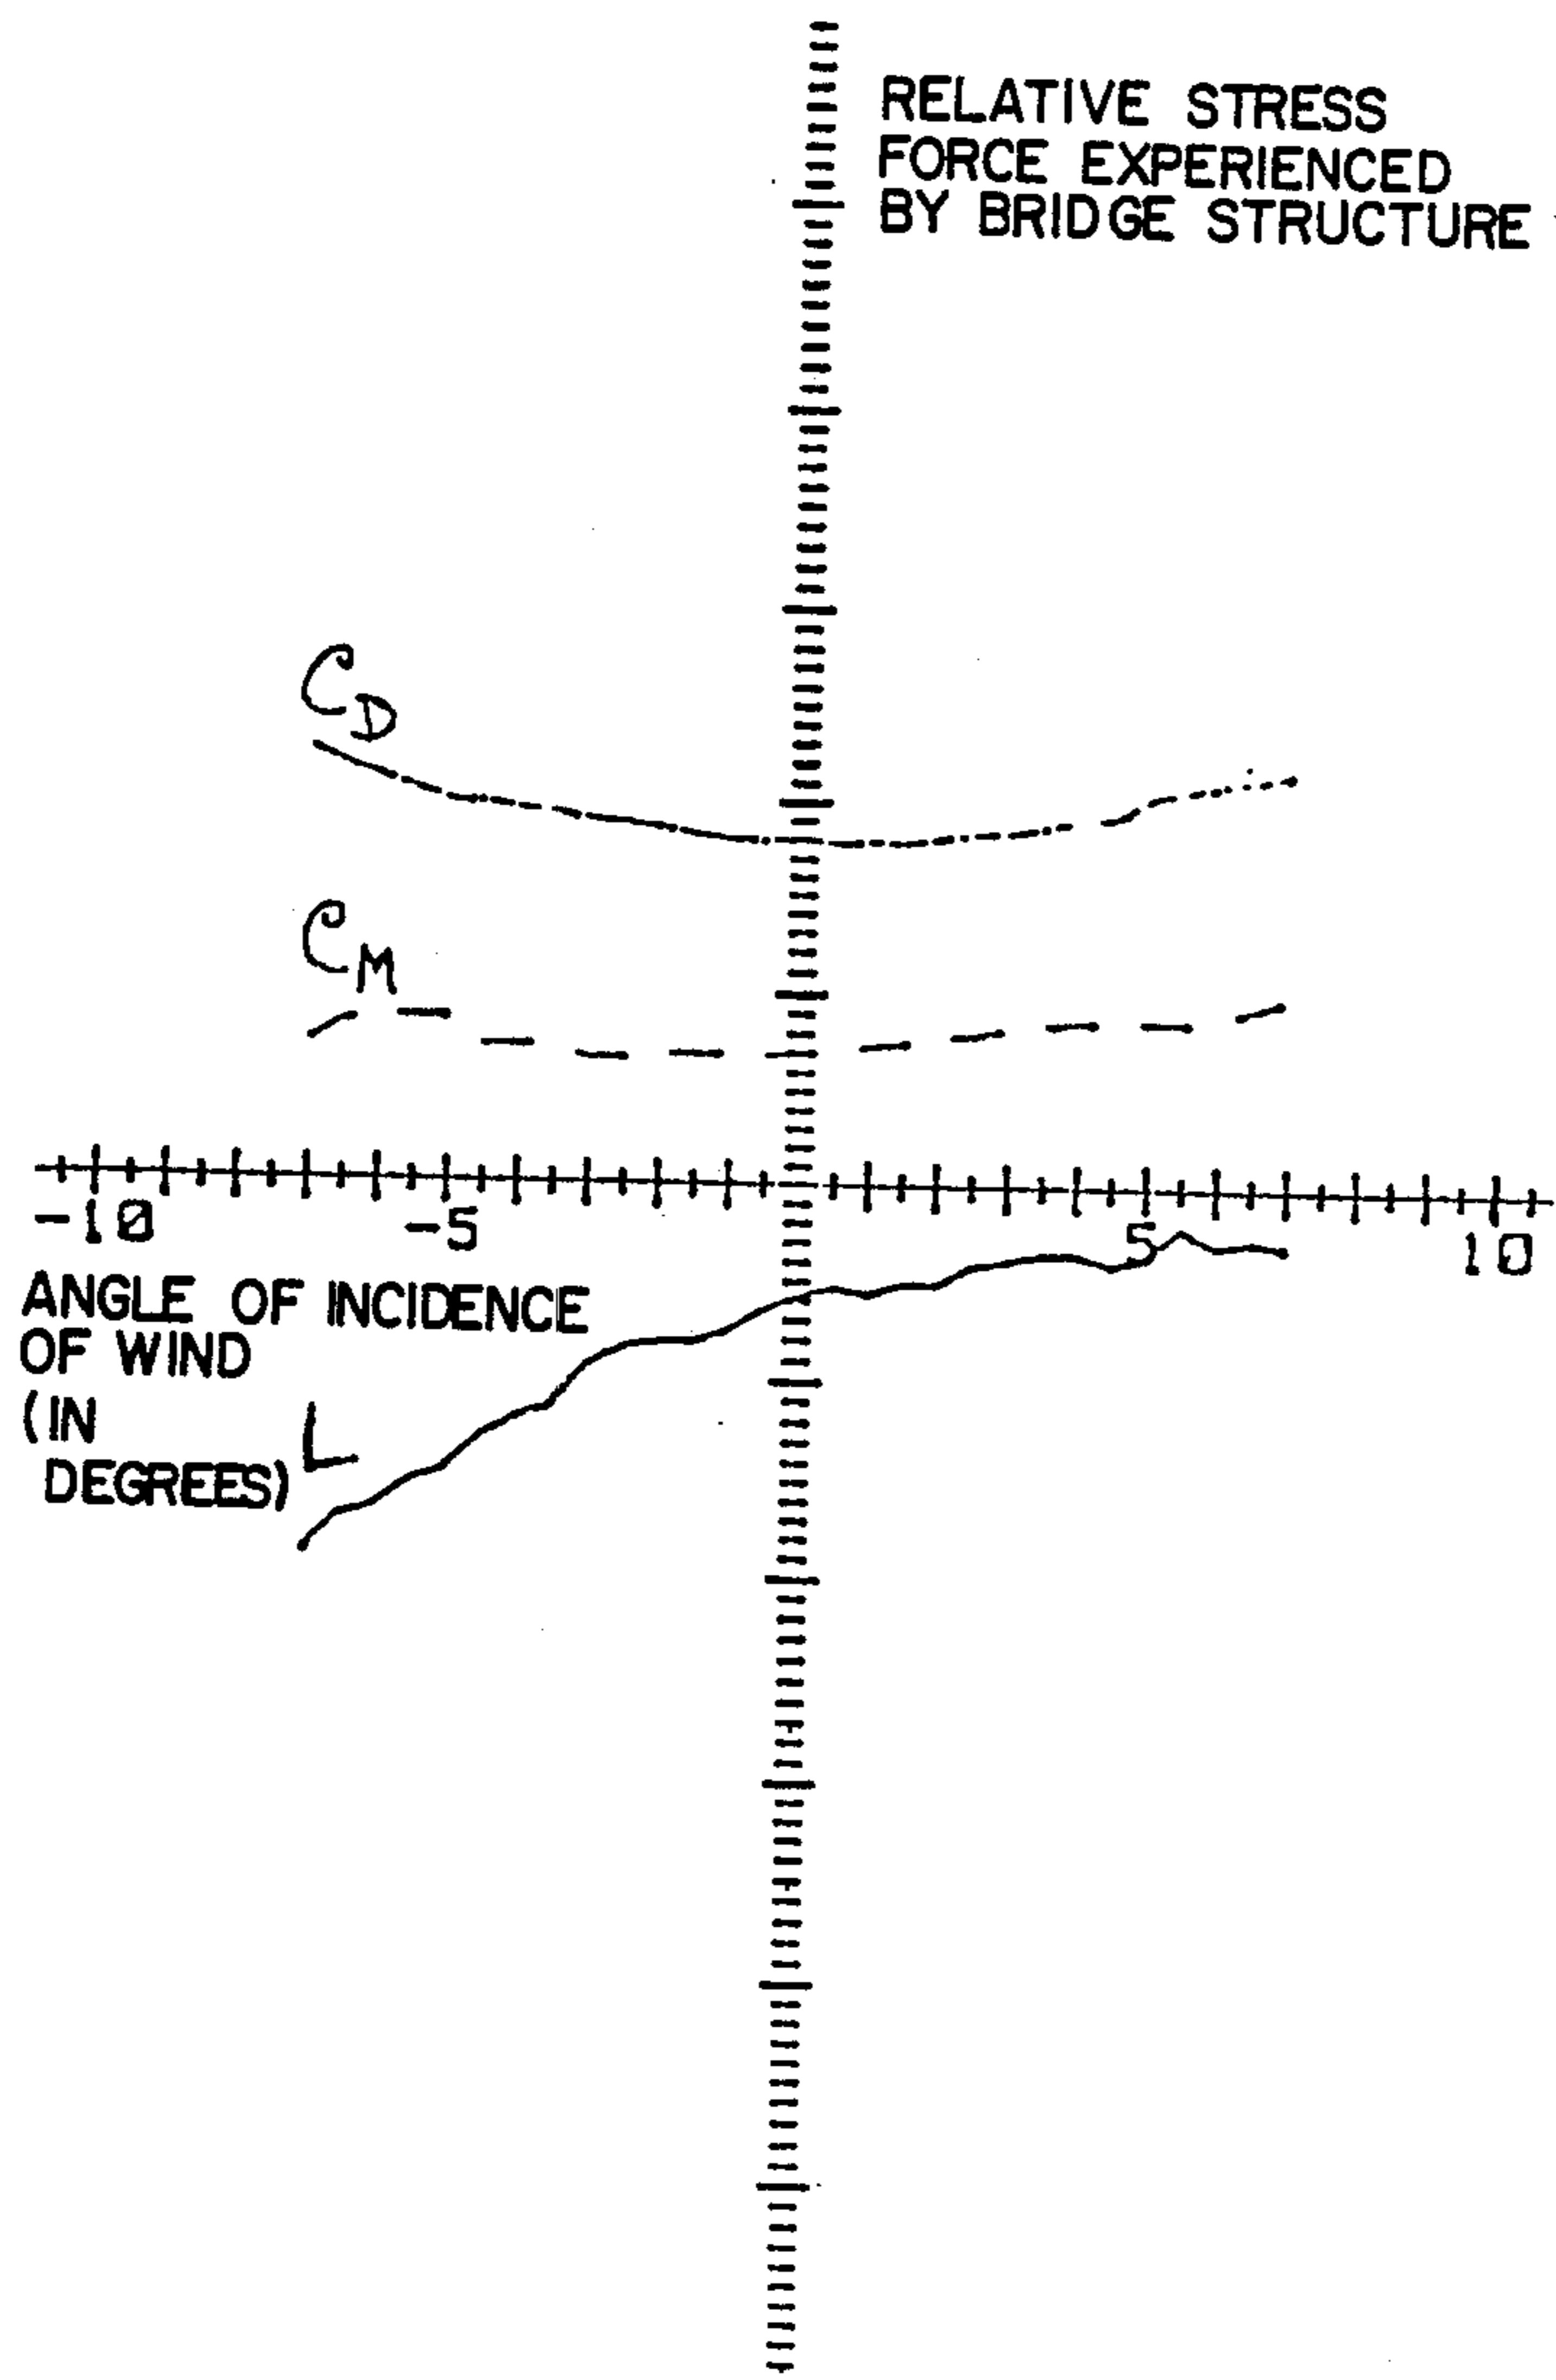 RELATIVE STRESS
FORCE EXPERIENCED
BY BRIDGE STRUCTURE
C_D
C_M
-10
-5
5
10
ANGLE OF INCIDENCE
OF WIND
(IN
DEGREES)
L